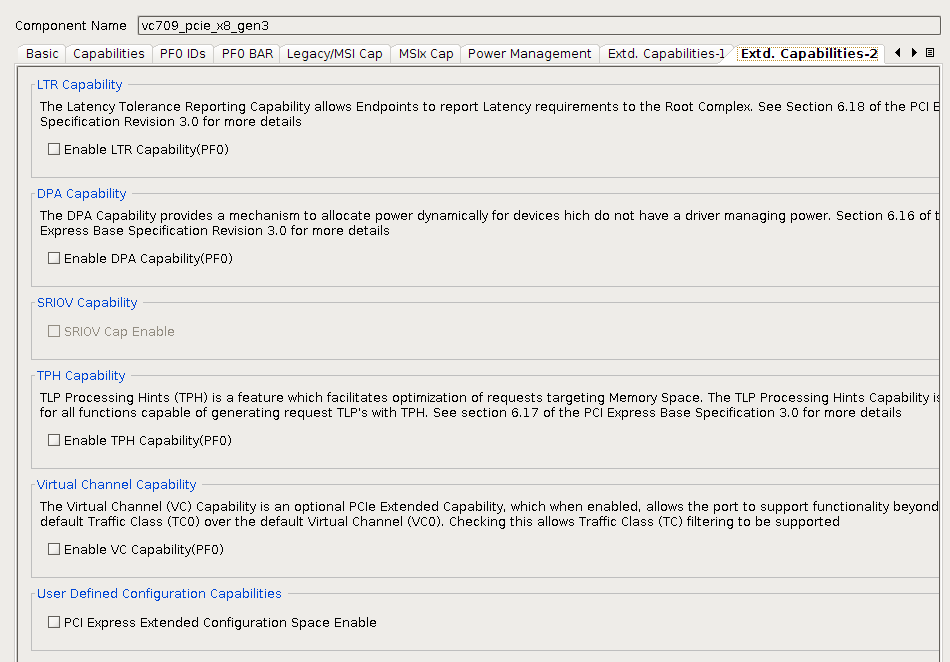 Component Name vc709_pcie_x8_gen3
Basic Capabilities PF0 IDs PF0 BAR Legacy/MSI Cap MSIx Cap Power Management Extd. Capabilities-1 Extd. Capabilities-2
LTR Capability
The Latency Tolerance Reporting Capability allows Endpoints to report Latency requirements to the Root Complex. See Section 6.18 of the PCI E
Specification Revision 3.0 for more details
Enable LTR Capability(PF0)
DPA Capability
The DPA Capability provides a mechanism to allocate power dynamically for devices hich do not have a driver managing power. Section 6.16 of t
Express Base Specification Revision 3.0 for more details
Enable DPA Capability(PF0)
SRIOV Capability
SRIOV Cap Enable
TPH Capability
TLP Processing Hints (TPH) is a feature which facilitates optimization of requests targeting Memory Space. The TLP Processing Hints Capability is
for all functions capable of generating request TLP's with TPH. See section 6.17 of the PCI Express Base Specification 3.0 for more details
Enable TPH Capability(PF0)
Virtual Channel Capability
The Virtual Channel (VC) Capability is an optional PCIe Extended Capability, which when enabled, allows the port to support functionality beyond
default Traffic Class (TC0) over the default Virtual Channel (VC0). Checking this allows Traffic Class (TC) filtering to be supported
Enable VC Capability(PF0)
User Defined Configuration Capabilities
PCI Express Extended Configuration Space Enable